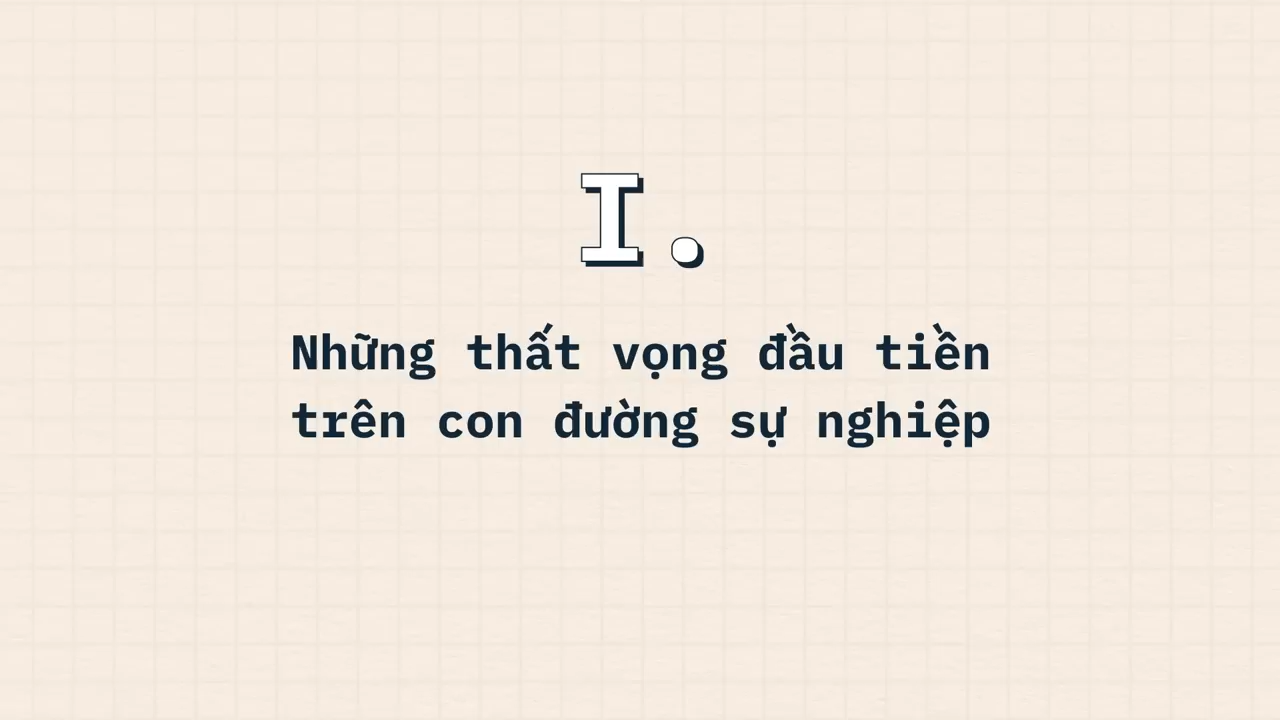 I.
Những thất vọng đầu tiền
trên con đường sự nghiệp